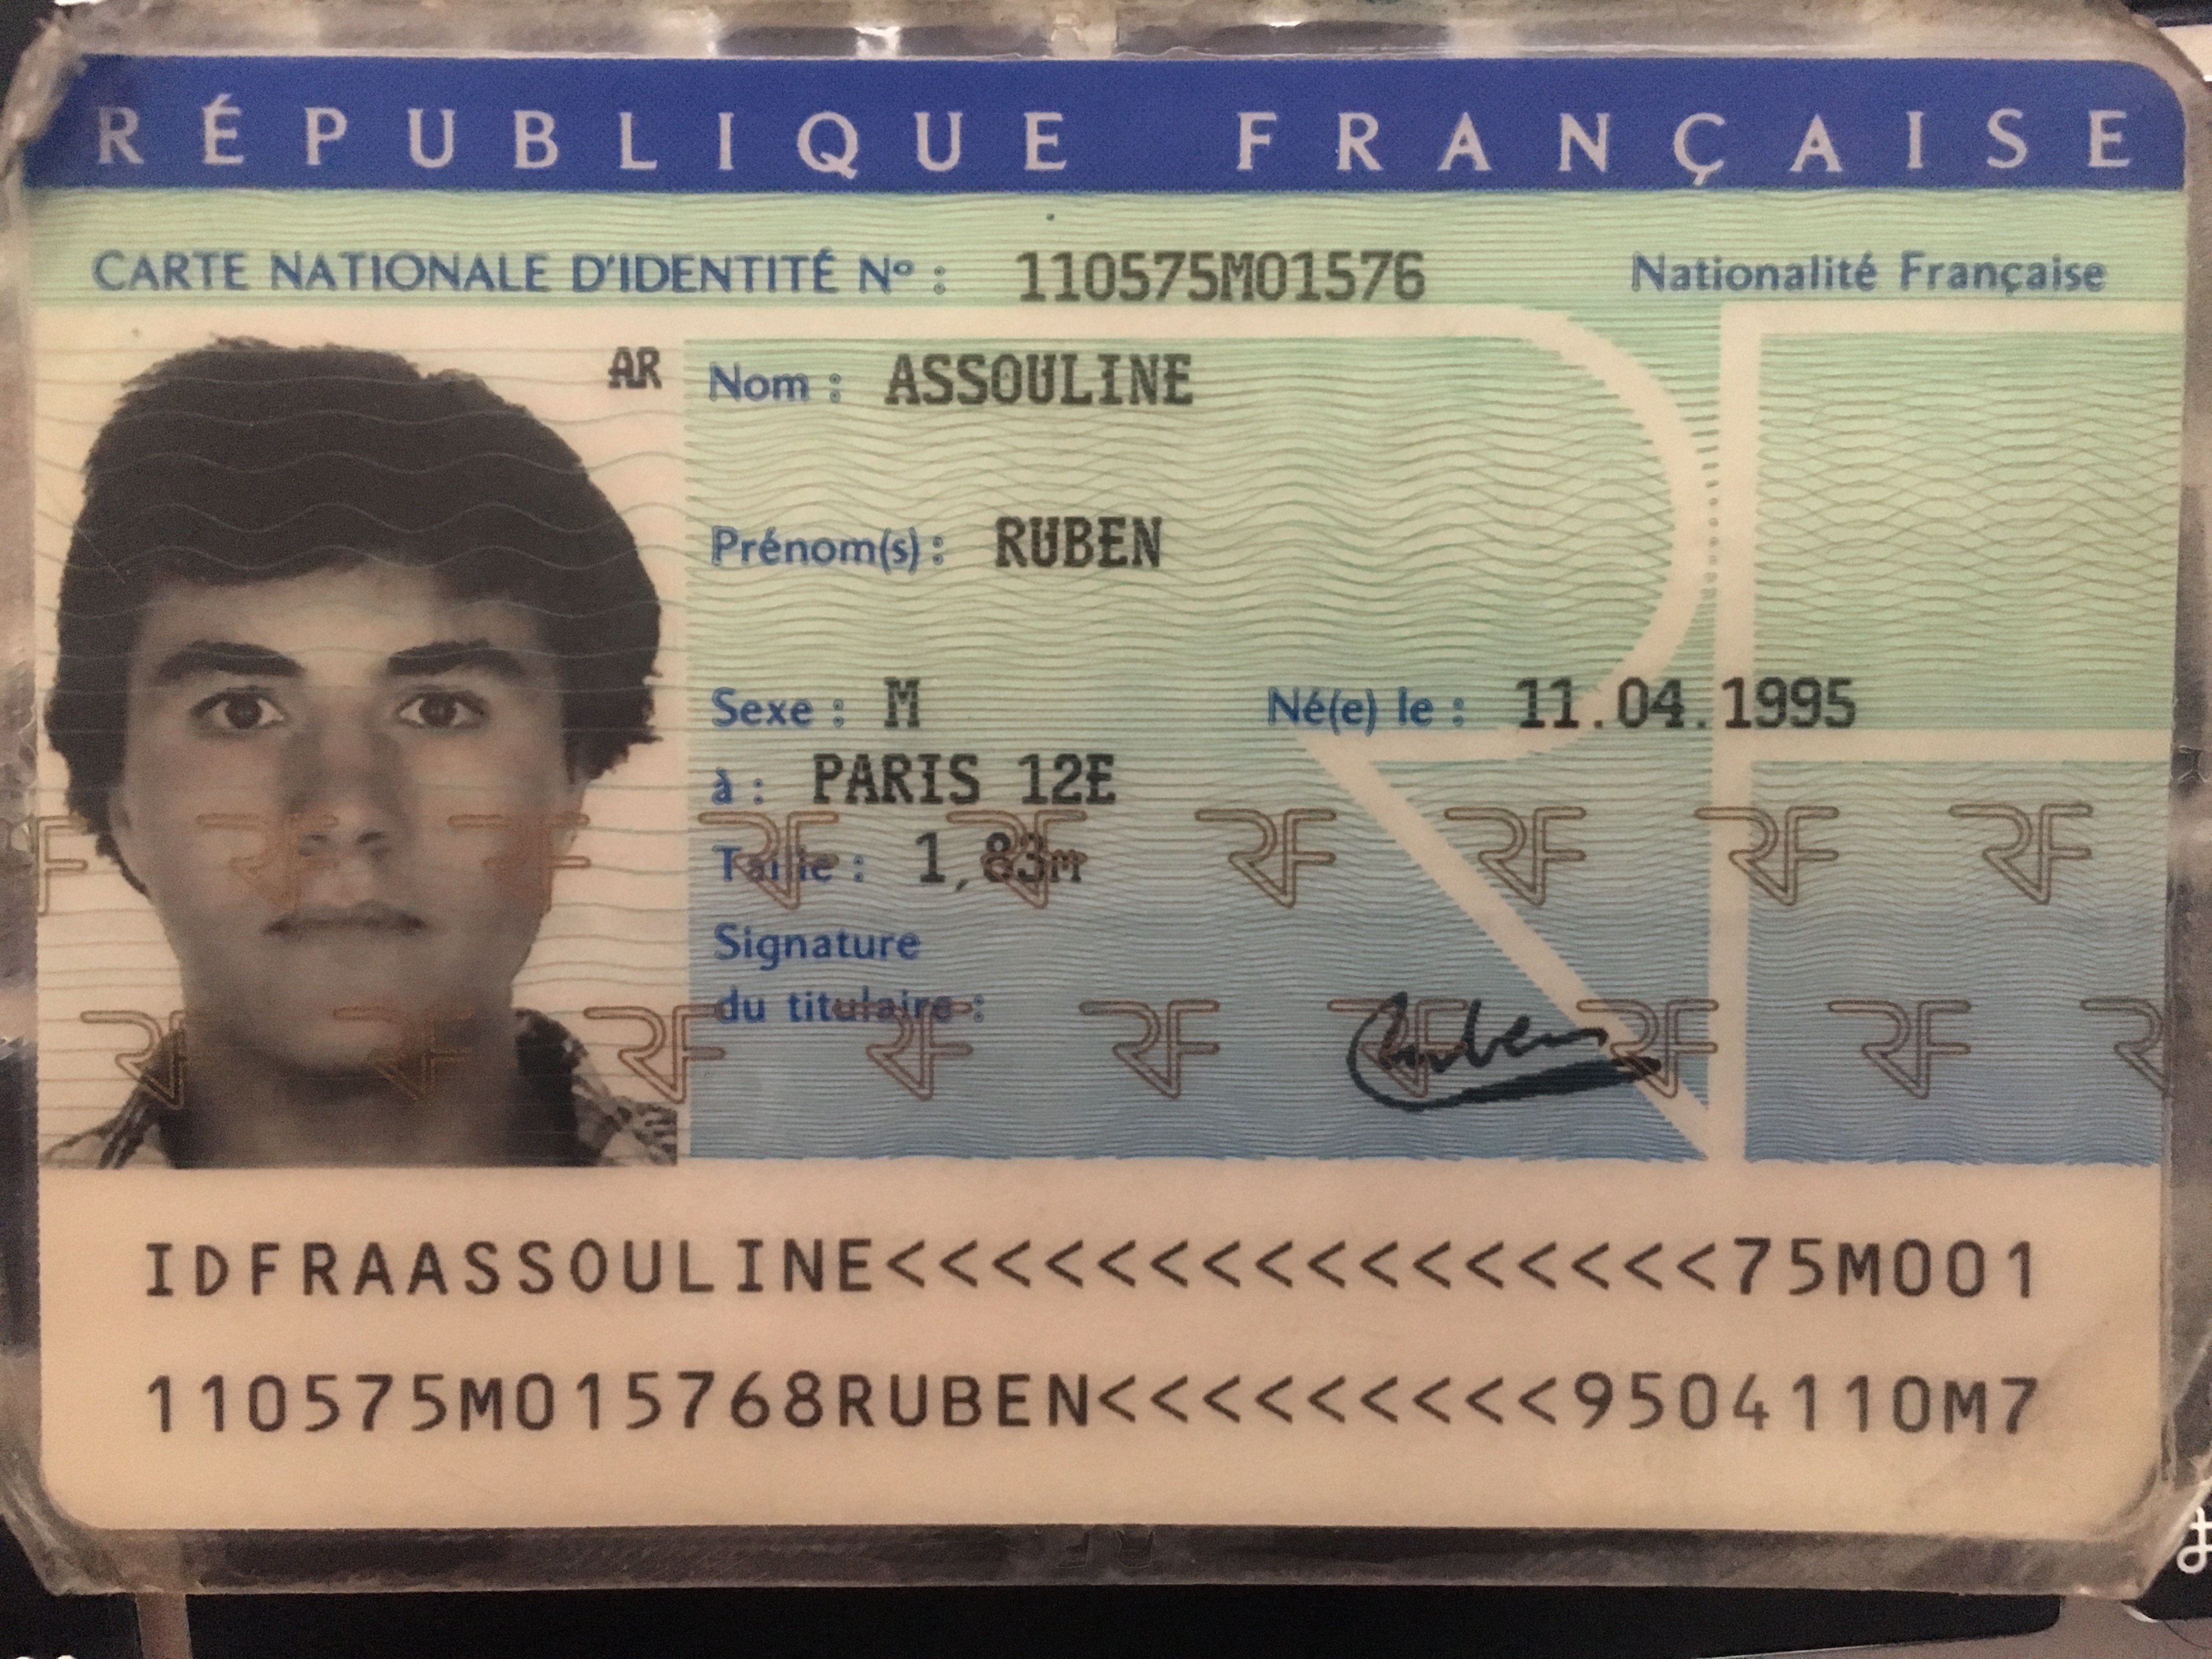 RÉPUBLIQUE FRANÇAISE
CARTE NATIONALE D'IDENTITÉ Nº : 110575M01576 Nationalité Française
AR
Nom : ASSOULINE
Prénom(s) : RUBEN
Sexe : M Né(e) le : 11.04.1995
à : PARIS 12E
Taille : 1,83m
Signature
du titulaire :
Ruben
IDFRAASSOULINE<<<<<<<<<<<<<<<<75M001
110575M015768RUBEN<<<<<<<<<9504110M7